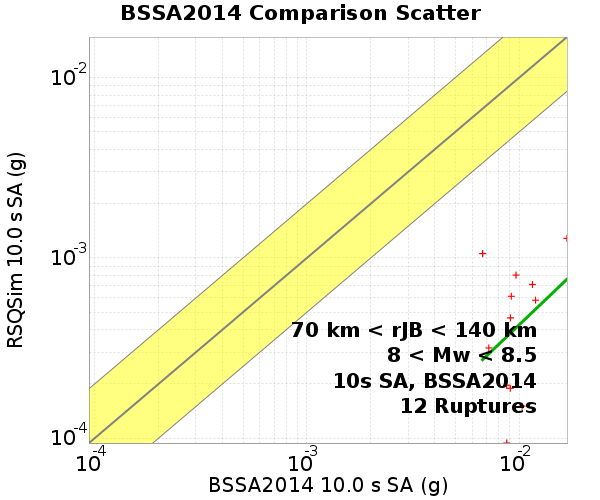 BSSA2014 Comparison Scatter
RSQSim 10.0 s SA (g)
10^-2
10^-3
10^-4
70 km < rJB < 140 km
8 < Mw < 8.5
10s SA, BSSA2014
12 Ruptures
10^-4
10^-3
10^-2
BSSA2014 10.0 s SA (g)